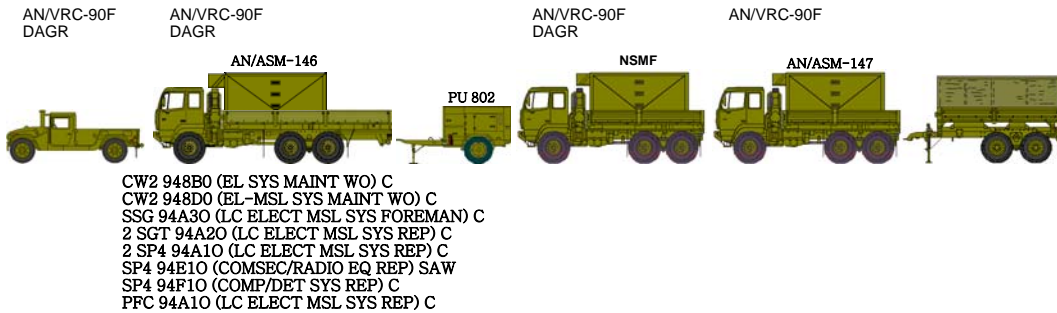 AN/VRC-90F
DAGR
AN/VRC-90F
DAGR
AN/VRC-90F
DAGR
AN/VRC-90F
AN/ASM-146
PU 802
NSMF
AN/ASM-147
CW2 948B0 (EL SYS MAINT WO) C
CW2 948D0 (EL-MSL SYS MAINT WO) C
SSG 94A3O (LC ELECT MSL SYS FOREMAN) C
2 SGT 94A2O (LC ELECT MSL SYS REP) C
2 SP4 94A1O (LC ELECT MSL SYS REP) C
SP4 94E1O (COMSEC/RADIO EQ REP) SAW
SP4 94F1O (COMP/DET SYS REP) C
PFC 94A1O (LC ELECT MSL SYS REP) C